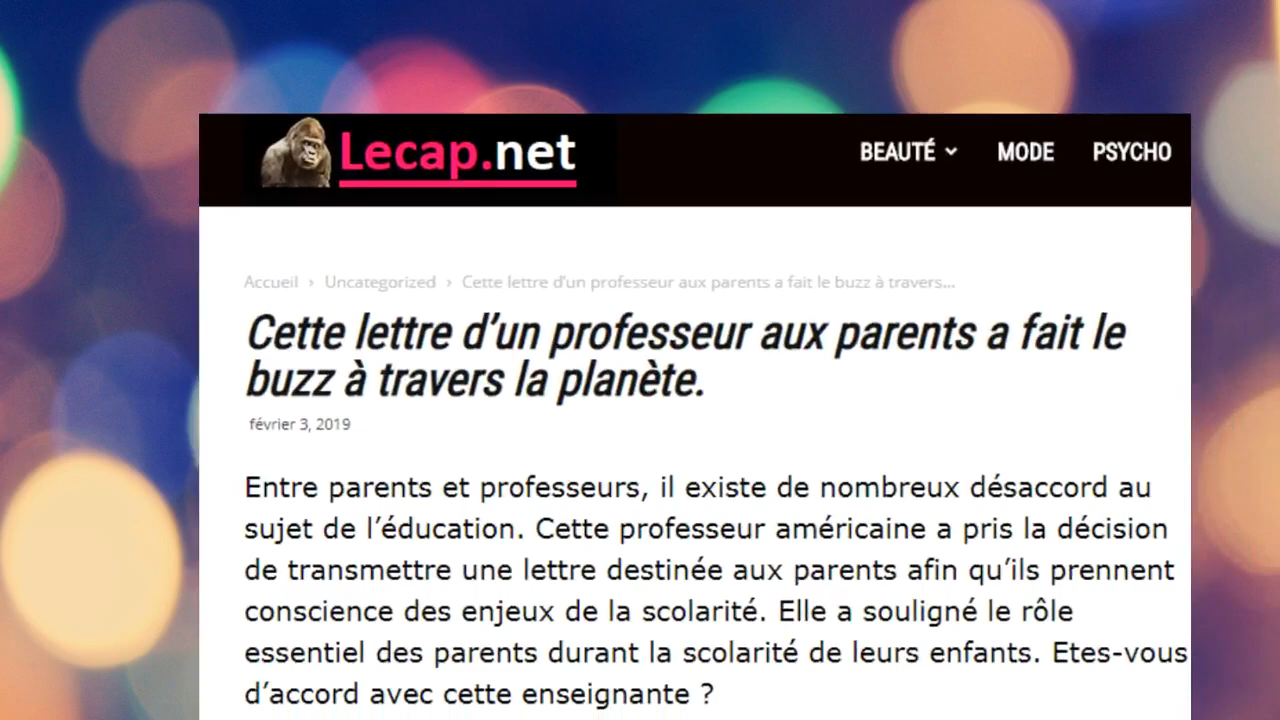 Lecap.net
BEAUTÉ
MODE
PSYCHO
Accueil › Uncategorized › Cette lettre d'un professeur aux parents a fait le buzz à travers...
Cette lettre d’un professeur aux parents a fait le
buzz à travers la planète.
février 3, 2019
Entre parents et professeurs, il existe de nombreux désaccord au
sujet de l’éducation. Cette professeur américaine a pris la décision
de transmettre une lettre destinée aux parents afin qu’ils prennent
conscience des enjeux de la scolarité. Elle a souligné le rôle
essentiel des parents durant la scolarité de leurs enfants. Etes-vous
d’accord avec cette enseignante ?